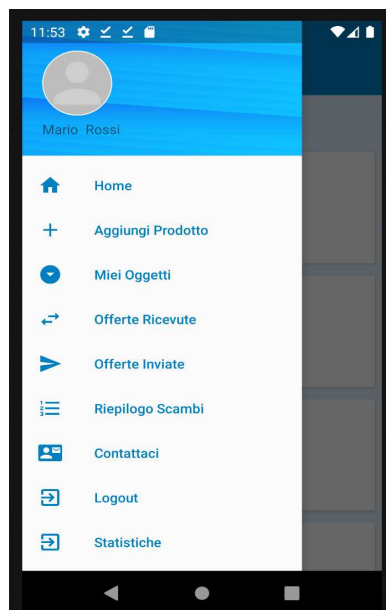 11:53
Mario Rossi
Home
Aggiungi Prodotto
Miei Oggetti
Offerte Ricevute
Offerte Inviate
Riepilogo Scambi
Contattaci
Logout
Statistiche